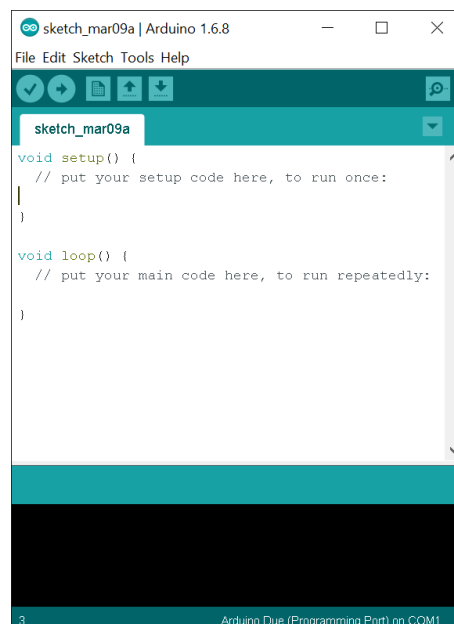 sketch_mar09a | Arduino 1.6.8
File Edit Sketch Tools Help
sketch_mar09a
void setup() {
  // put your setup code here, to run once:

}

void loop() {
  // put your main code here, to run repeatedly:

}
3 Arduino Due (Programming Port) on COM1